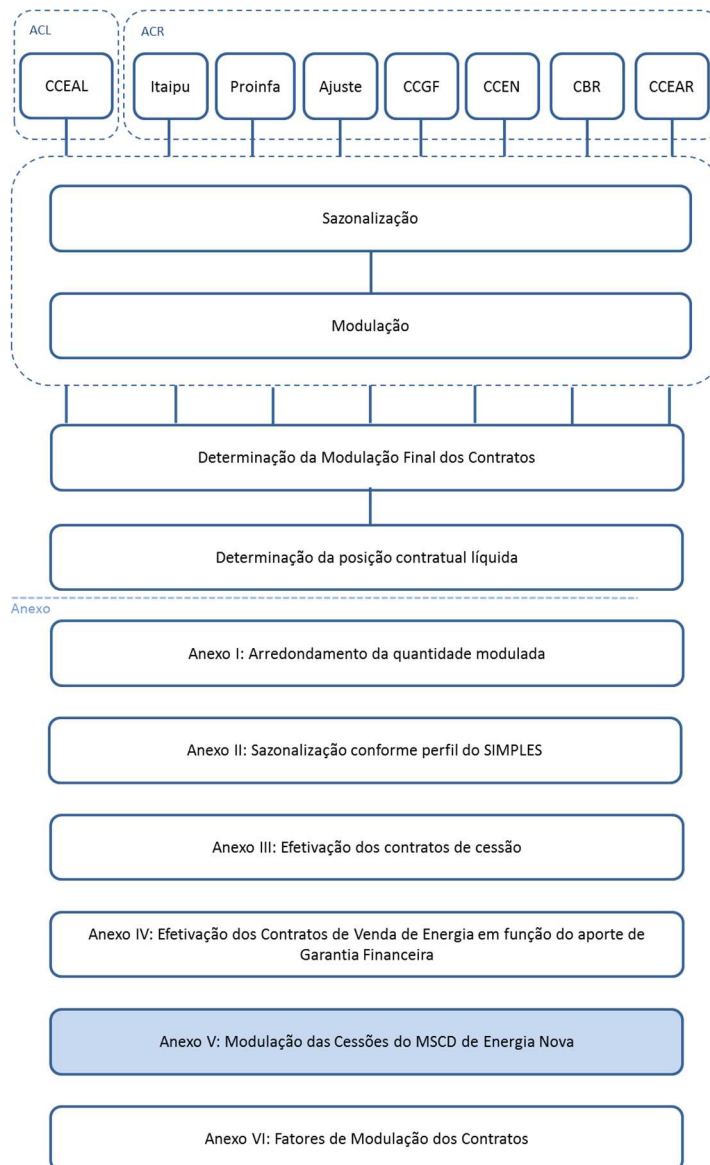 ACL
ACR
CCEAL
Itaipu
Proinfa
Ajuste
CCGF
CCEN
CBR
CCEAR
Sazonalização
Modulação
Determinação da Modulação Final dos Contratos
Determinação da posição contratual líquida
Anexo
Anexo I: Arredondamento da quantidade modulada
Anexo II: Sazonalização conforme perfil do SIMPLES
Anexo III: Efetivação dos contratos de cessão
Anexo IV: Efetivação dos Contratos de Venda de Energia em função do aporte de
Garantia Financeira
Anexo V: Modulação das Cessões do MSCD de Energia Nova
Anexo VI: Fatores de Modulação dos Contratos